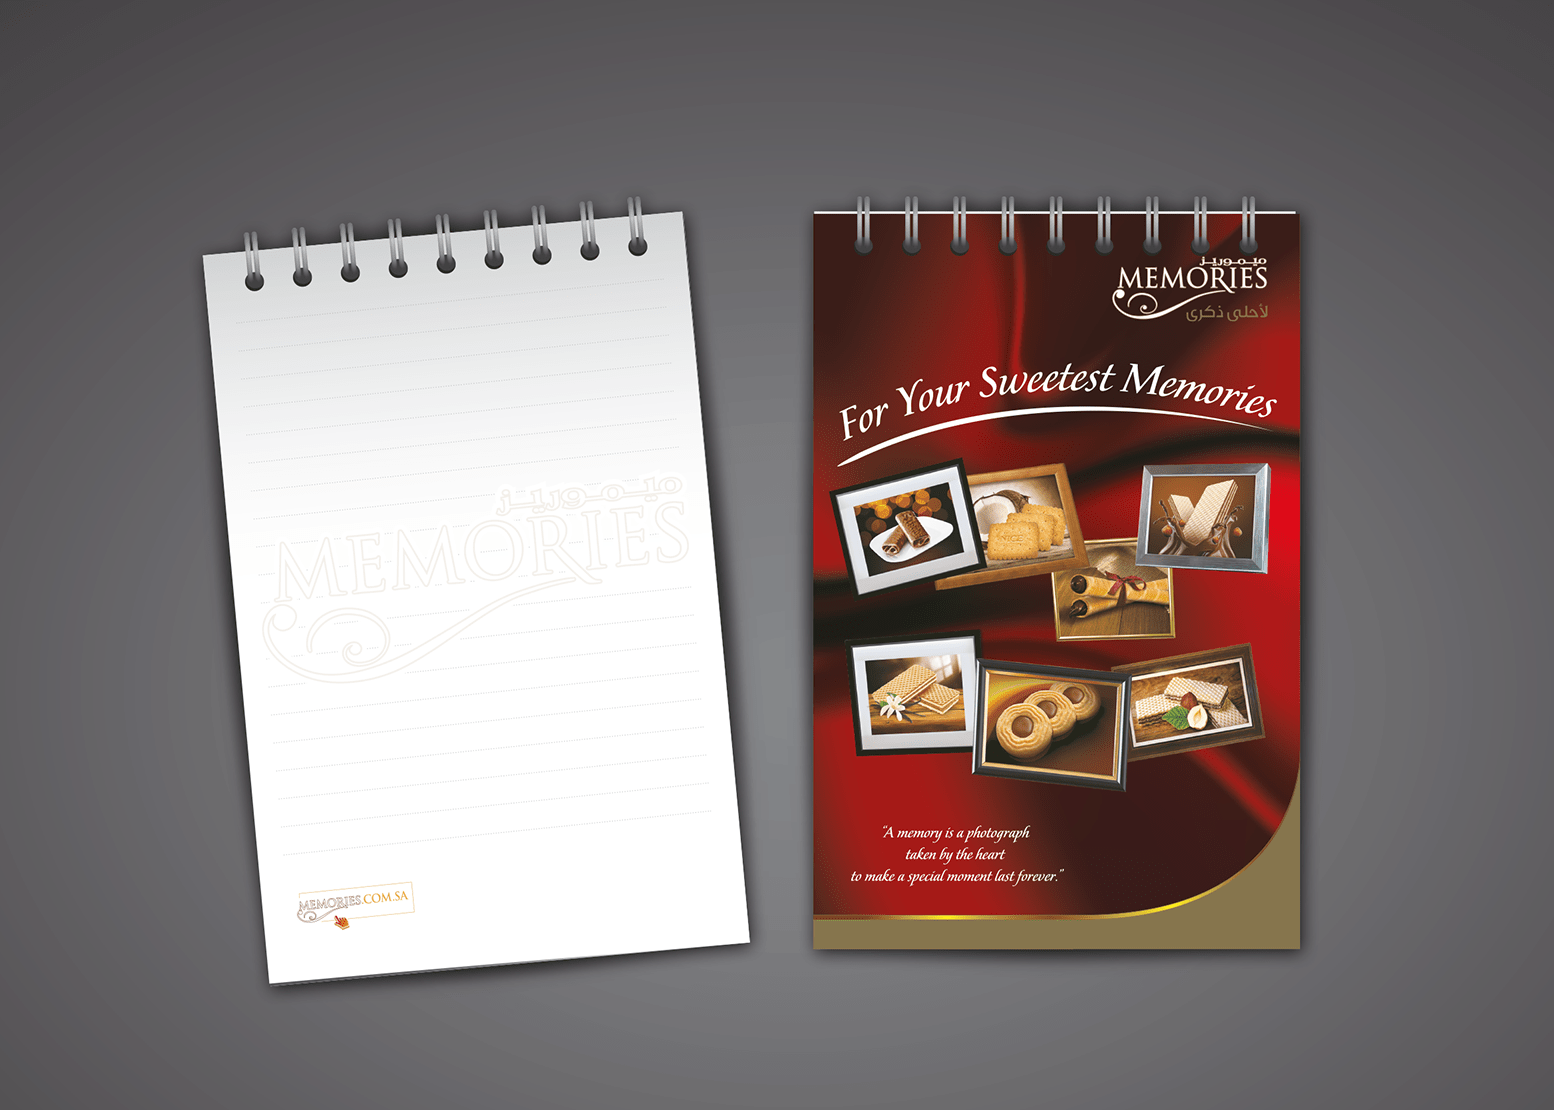 ميموريز
MEMORIES
MEMORIES.COM.SA
ميموريز
MEMORIES
لأحلى ذكرى
For Your Sweetest Memories
NICE
“A memory is a photograph
taken by the heart
to make a special moment last forever.”